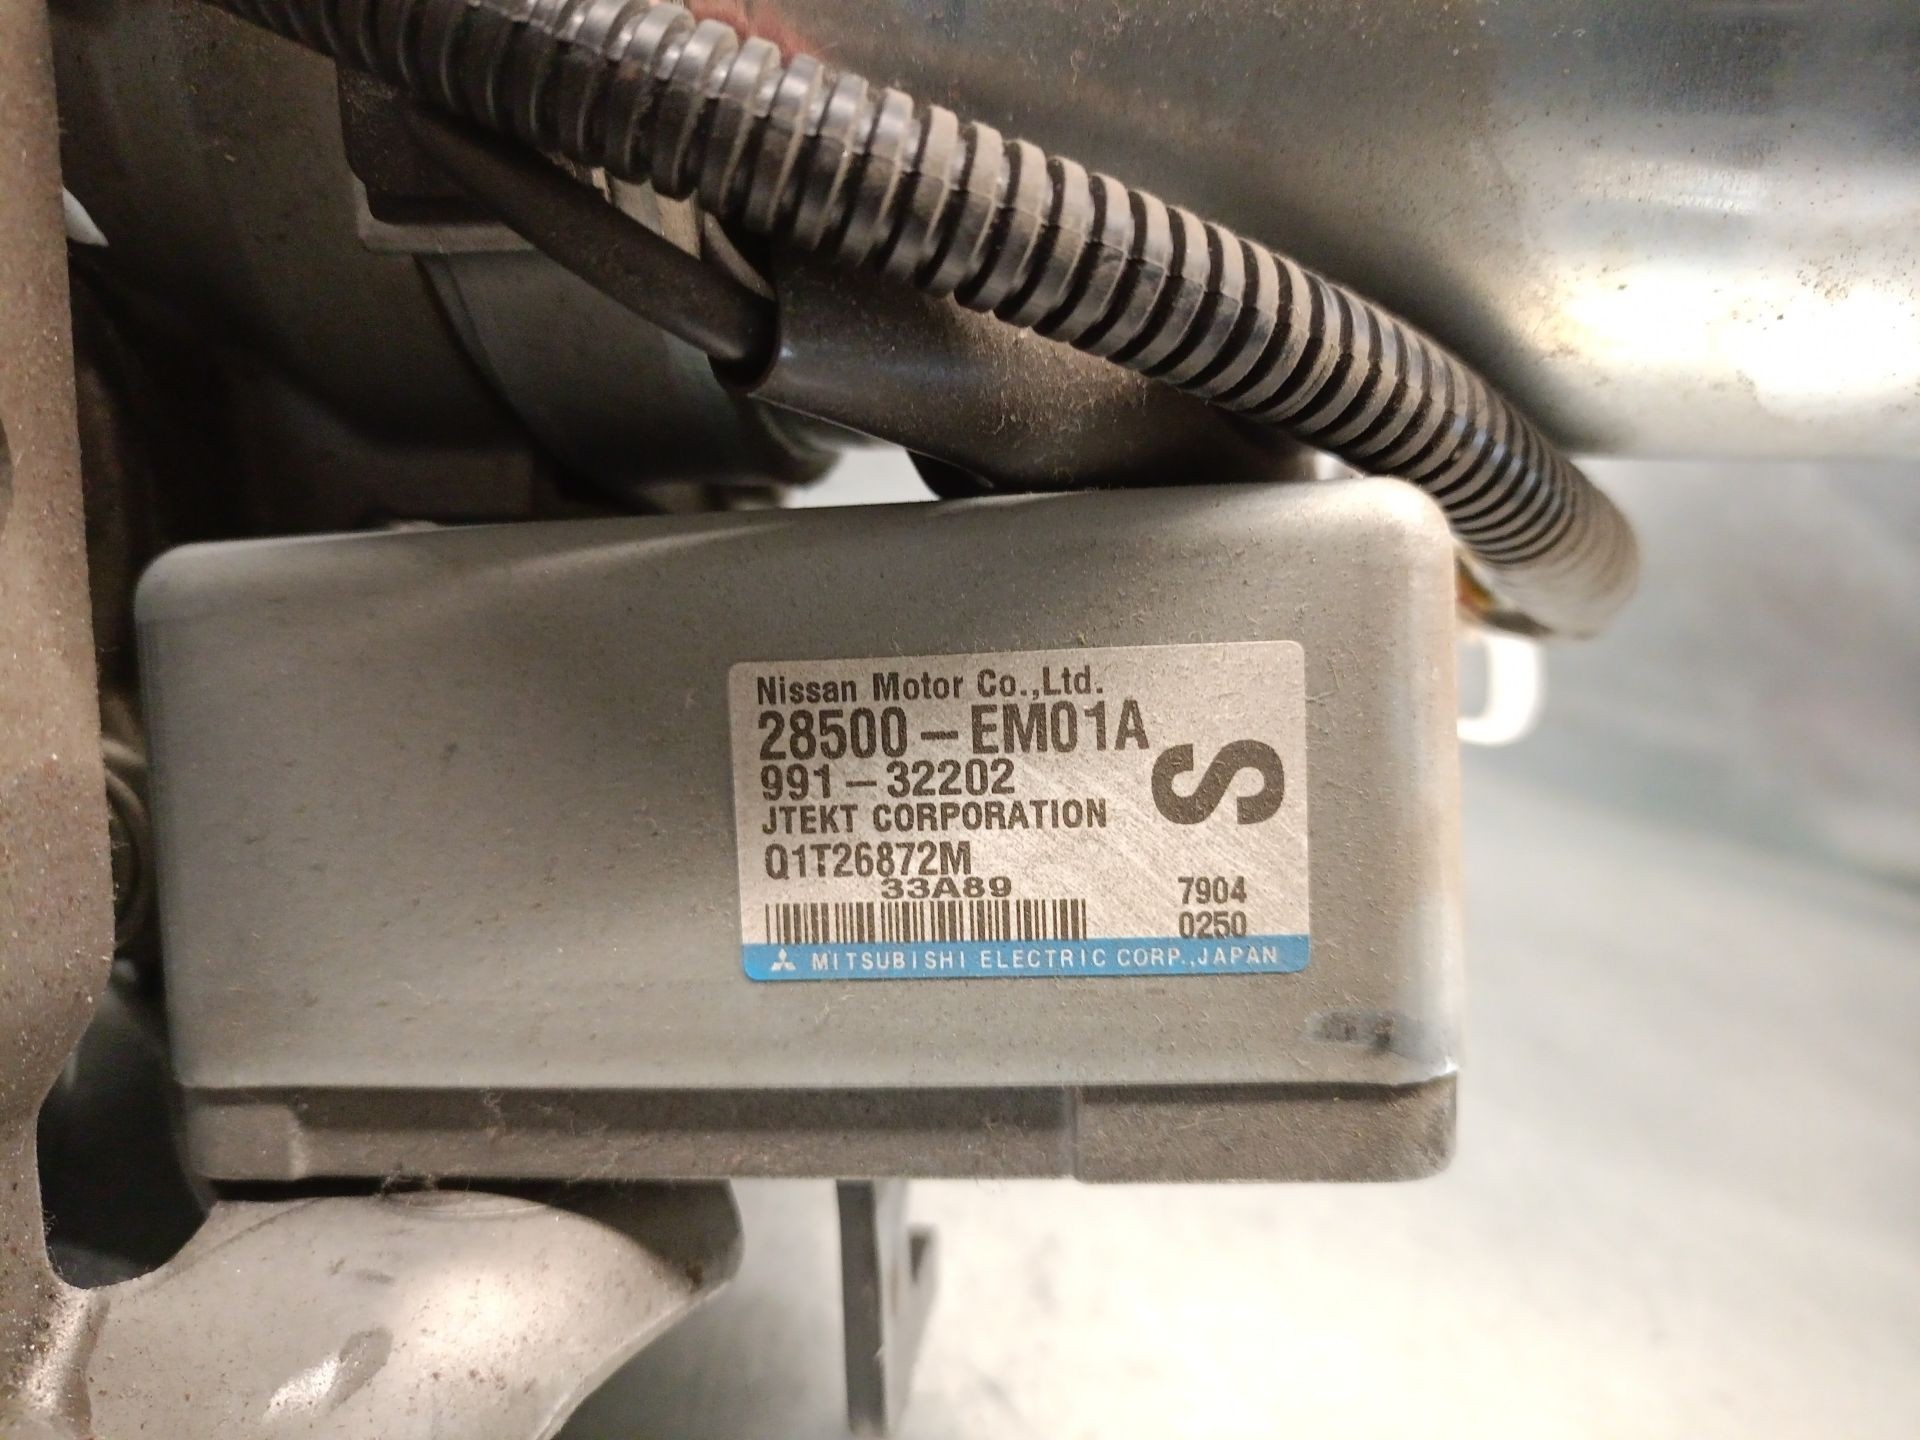 Nissan Motor Co.,Ltd.
28500-EM01A
991-32202
JTEKT CORPORATION
S
Q1T26872M
33A89
7904
0250
MITSUBISHI ELECTRIC CORP.,JAPAN